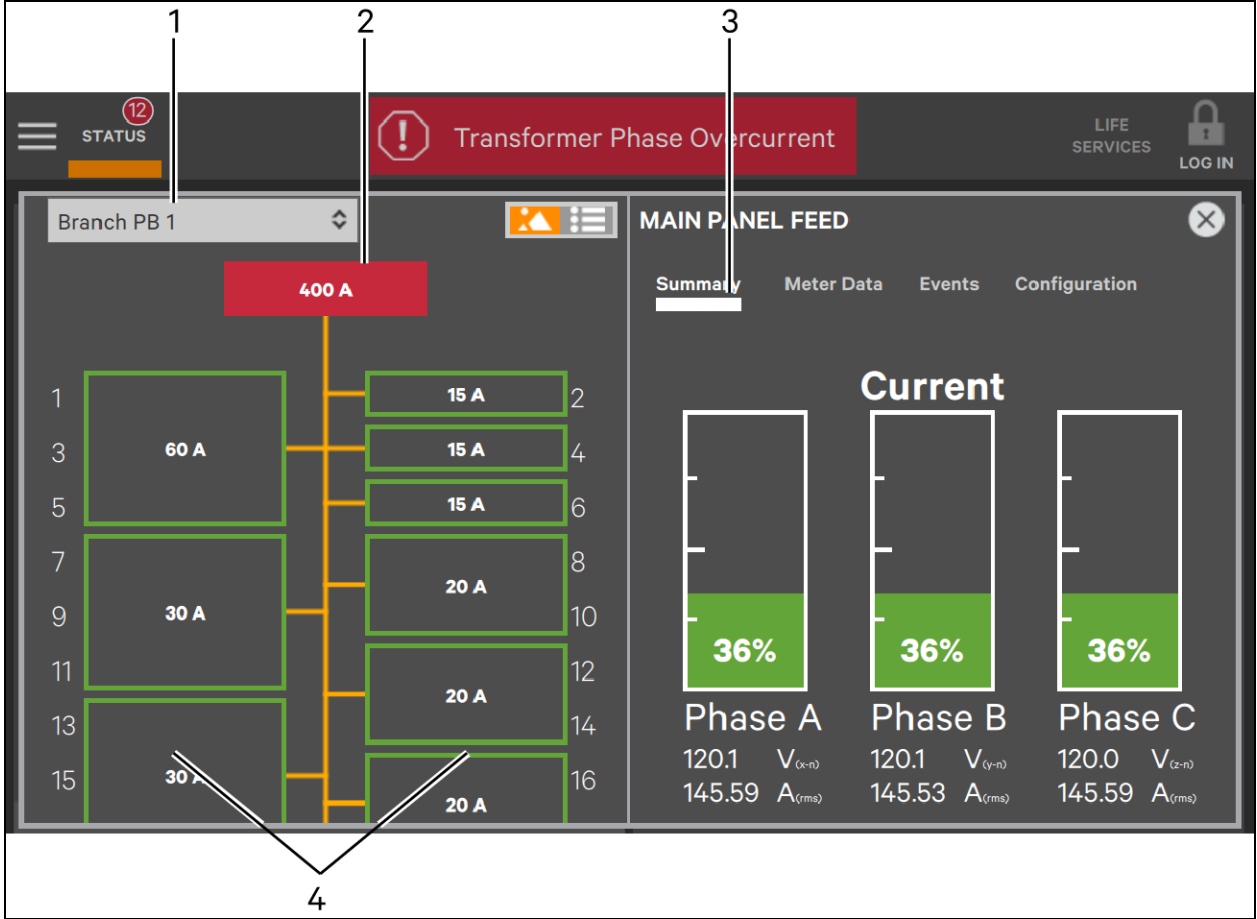 1 2 3
12
STATUS
! Transformer Phase Overcurrent
LIFE
SERVICES
LOG IN
Branch PB 1
400 A
1 60 A 15 A 2
3 15 A 4
5 15 A 6
7 30 A 20 A 8
9 10
11 20 A 12
13 30 A 14
15 20 A 16
MAIN PANEL FEED
Summary Meter Data Events Configuration
Current
36% 36% 36%
Phase A Phase B Phase C
120.1 V(x-n) 120.1 V(y-n) 120.0 V(z-n)
145.59 A(rms) 145.53 A(rms) 145.59 A(rms)
4